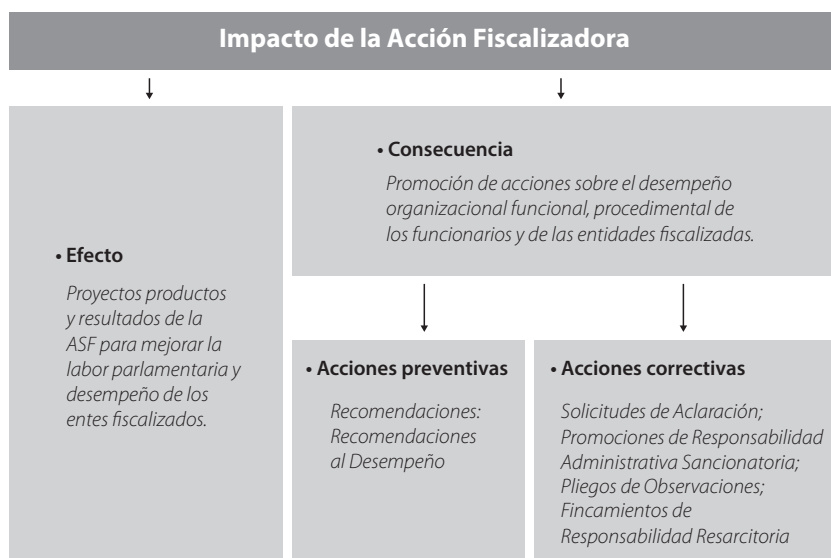 Impacto de la Acción Fiscalizadora
• Efecto
Proyectos productos
y resultados de la
ASF para mejorar la
labor parlamentaria y
desempeño de los
entes fiscalizados.
• Consecuencia
Promoción de acciones sobre el desempeño
organizacional funcional, procedimental de
los funcionarios y de las entidades fiscalizadas.
• Acciones preventivas
Recomendaciones:
Recomendaciones
al Desempeño
• Acciones correctivas
Solicitudes de Aclaración;
Promociones de Responsabilidad
Administrativa Sancionatoria;
Pliegos de Observaciones;
Fincamientos de
Responsabilidad Resarcitoria